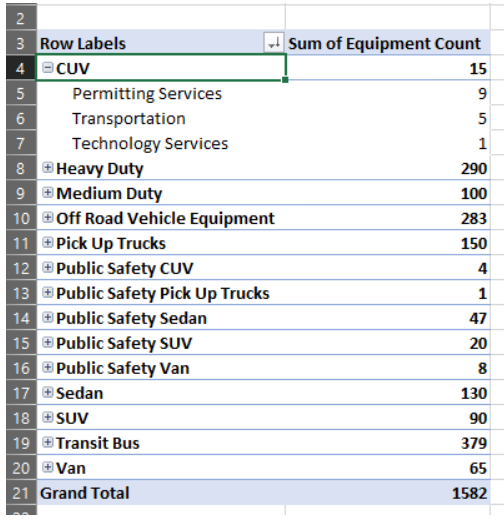 2
3 Row Labels Sum of Equipment Count
4 CUV 15
5 Permitting Services 9
6 Transportation 5
7 Technology Services 1
8 Heavy Duty 290
9 Medium Duty 100
10 Off Road Vehicle Equipment 283
11 Pick Up Trucks 150
12 Public Safety CUV 4
13 Public Safety Pick Up Trucks 1
14 Public Safety Sedan 47
15 Public Safety SUV 20
16 Public Safety Van 8
17 Sedan 130
18 SUV 90
19 Transit Bus 379
20 Van 65
21 Grand Total 1582